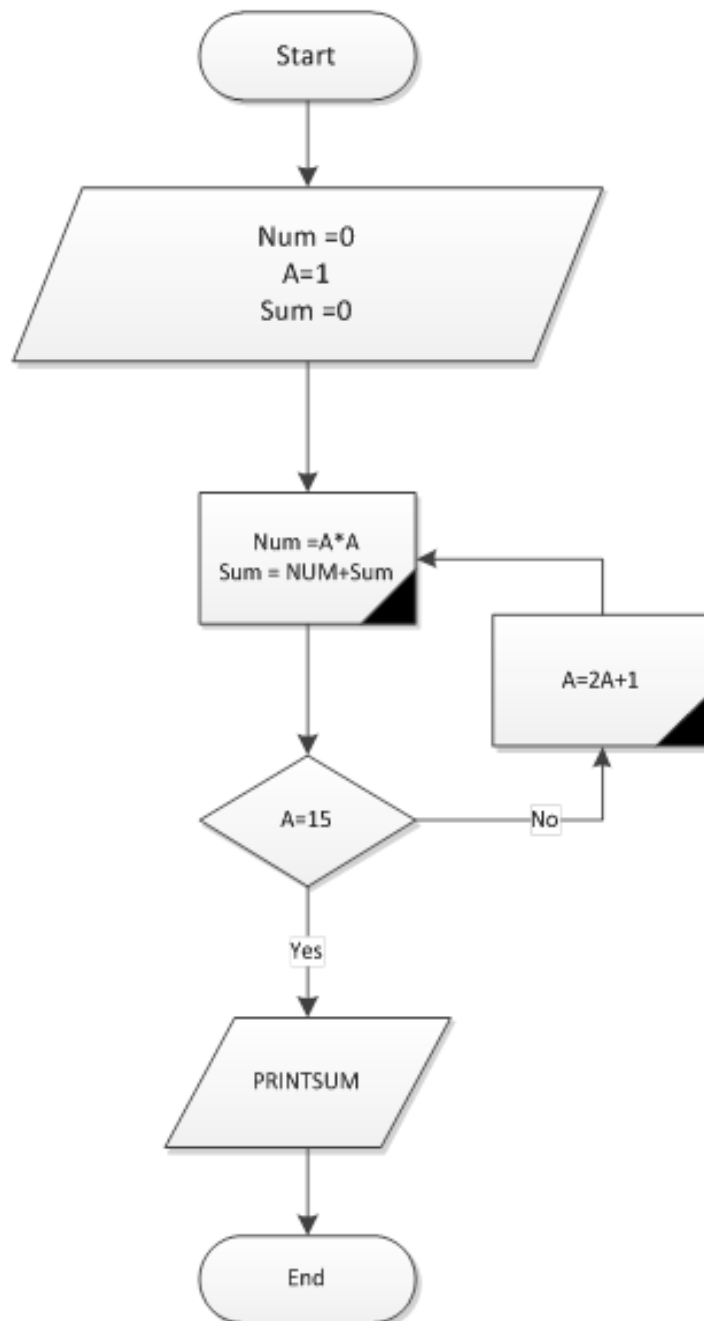 Start
Num =0
A=1
Sum =0
Num =A*A
Sum = NUM+Sum
A=2A+1
A=15
No
Yes
PRINTSUM
End